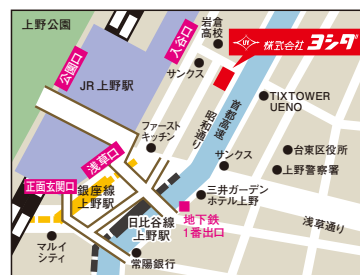 上野公園
岩倉
高校
入谷口
株式会社 ヨシダ
公園口
JR上野駅
サンクス
首都高速
昭和通り
TIXTOWER
UENO
ファースト
キッチン
浅草口
サンクス
台東区役所
上野警察署
正面玄関口
銀座線
上野駅
三井ガーデン
ホテル上野
日比谷線
上野駅
地下鉄
1番出口
浅草通り
マルイ
シティ
常陽銀行